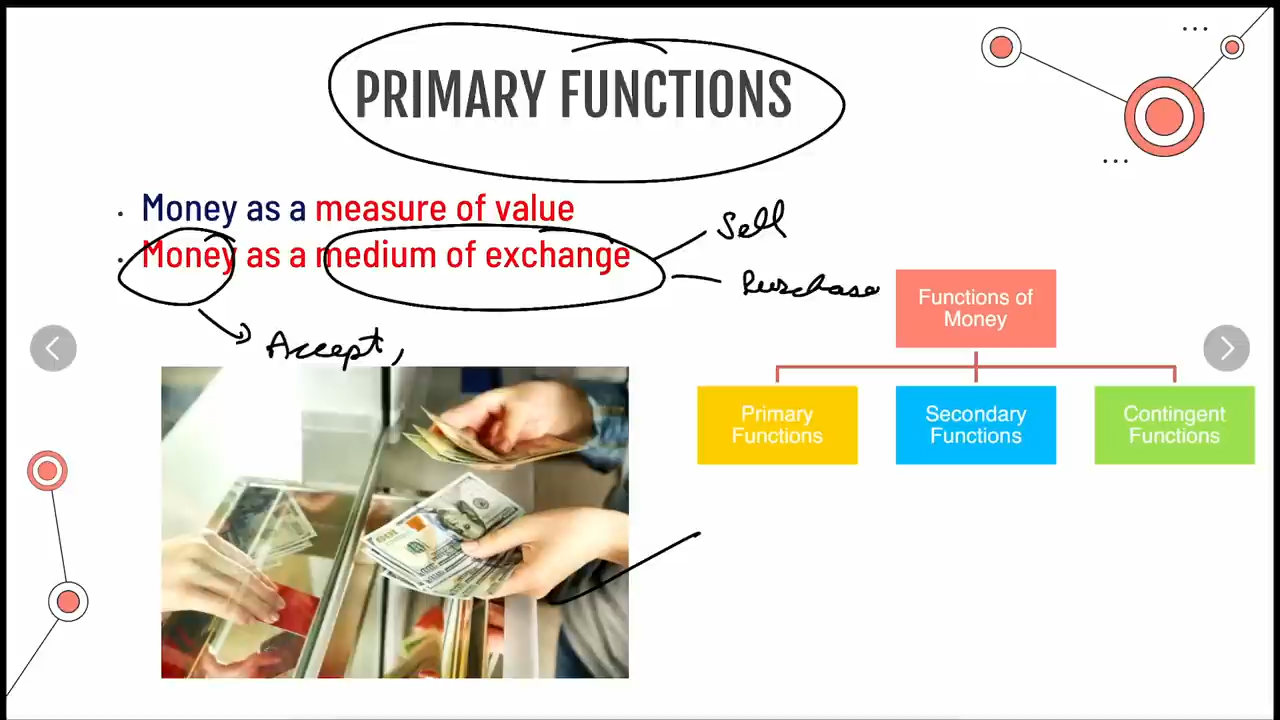 PRIMARY FUNCTIONS
Money as a measure of value
Money as a medium of exchange
Sell
Purchase
Accept,
Functions of
Money
Primary
Functions
Secondary
Functions
Contingent
Functions